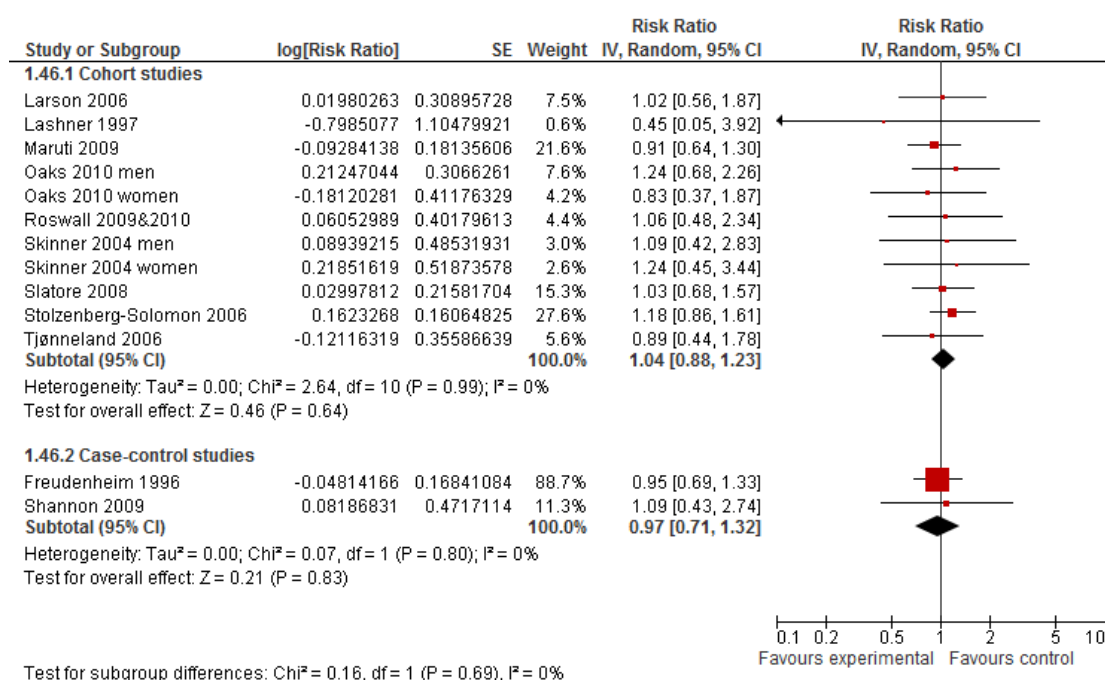 Risk Ratio Risk Ratio
Study or Subgroup log[Risk Ratio] SE Weight IV, Random, 95% CI IV, Random, 95% CI
1.46.1 Cohort studies
Larson 2006 0.01980263 0.30895728 7.5% 1.02 [0.56, 1.87]
Lashner 1997 -0.7985077 1.10479921 0.6% 0.45 [0.05, 3.92]
Maruti 2009 -0.09284138 0.18135606 21.6% 0.91 [0.64, 1.30]
Oaks 2010 men 0.21247044 0.3066261 7.6% 1.24 [0.68, 2.26]
Oaks 2010 women -0.18120281 0.41176329 4.2% 0.83 [0.37, 1.87]
Roswall 2009&2010 0.06052989 0.40179613 4.4% 1.06 [0.48, 2.34]
Skinner 2004 men 0.08939215 0.48531931 3.0% 1.09 [0.42, 2.83]
Skinner 2004 women 0.21851619 0.51873578 2.6% 1.24 [0.45, 3.44]
Slatore 2008 0.02997812 0.21581704 15.3% 1.03 [0.68, 1.57]
Stolzenberg-Solomon 2006 0.1623268 0.16064825 27.6% 1.18 [0.86, 1.61]
Tjønneland 2006 -0.12116319 0.35586639 5.6% 0.89 [0.44, 1.78]
Subtotal (95% CI) 100.0% 1.04 [0.88, 1.23]
Heterogeneity: Tau² = 0.00; Chi² = 2.64, df = 10 (P = 0.99); I² = 0%
Test for overall effect: Z = 0.46 (P = 0.64)
1.46.2 Case-control studies
Freudenheim 1996 -0.04814166 0.16841084 88.7% 0.95 [0.69, 1.33]
Shannon 2009 0.08186831 0.4717114 11.3% 1.09 [0.43, 2.74]
Subtotal (95% CI) 100.0% 0.97 [0.71, 1.32]
Heterogeneity: Tau² = 0.00; Chi² = 0.07, df = 1 (P = 0.80); I² = 0%
Test for overall effect: Z = 0.21 (P = 0.83)
0.1 0.2 0.5 1 2 5 10
Favours experimental Favours control
Test for subgroup differences: Chi² = 0.16, df = 1 (P = 0.69), I² = 0%